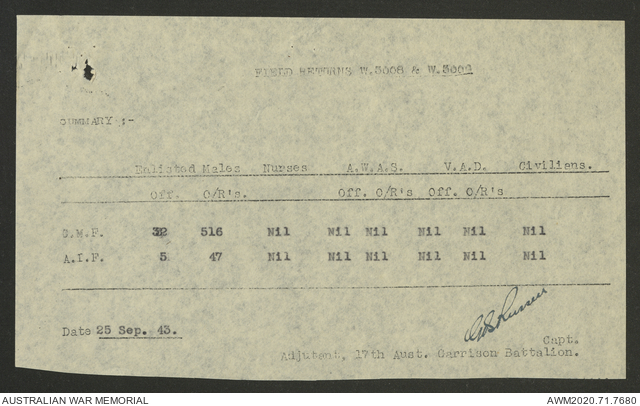 FIELD RETURNS W.3008 & W.3009
SUMMARY :-
Enlisted Males Nurses A.W.A.S. V.A.D. Civilians.
Off. O/R's. Off. O/R's Off. O/R's
C.M.F. 32 516 Nil Nil Nil Nil Nil Nil
A.I.F. 5 47 Nil Nil Nil Nil Nil Nil
Date 25 Sep. 43.
Capt.
Adjutant, 17th Aust. Garrison Battalion.
AUSTRALIAN WAR MEMORIAL AWM2020.71.7680